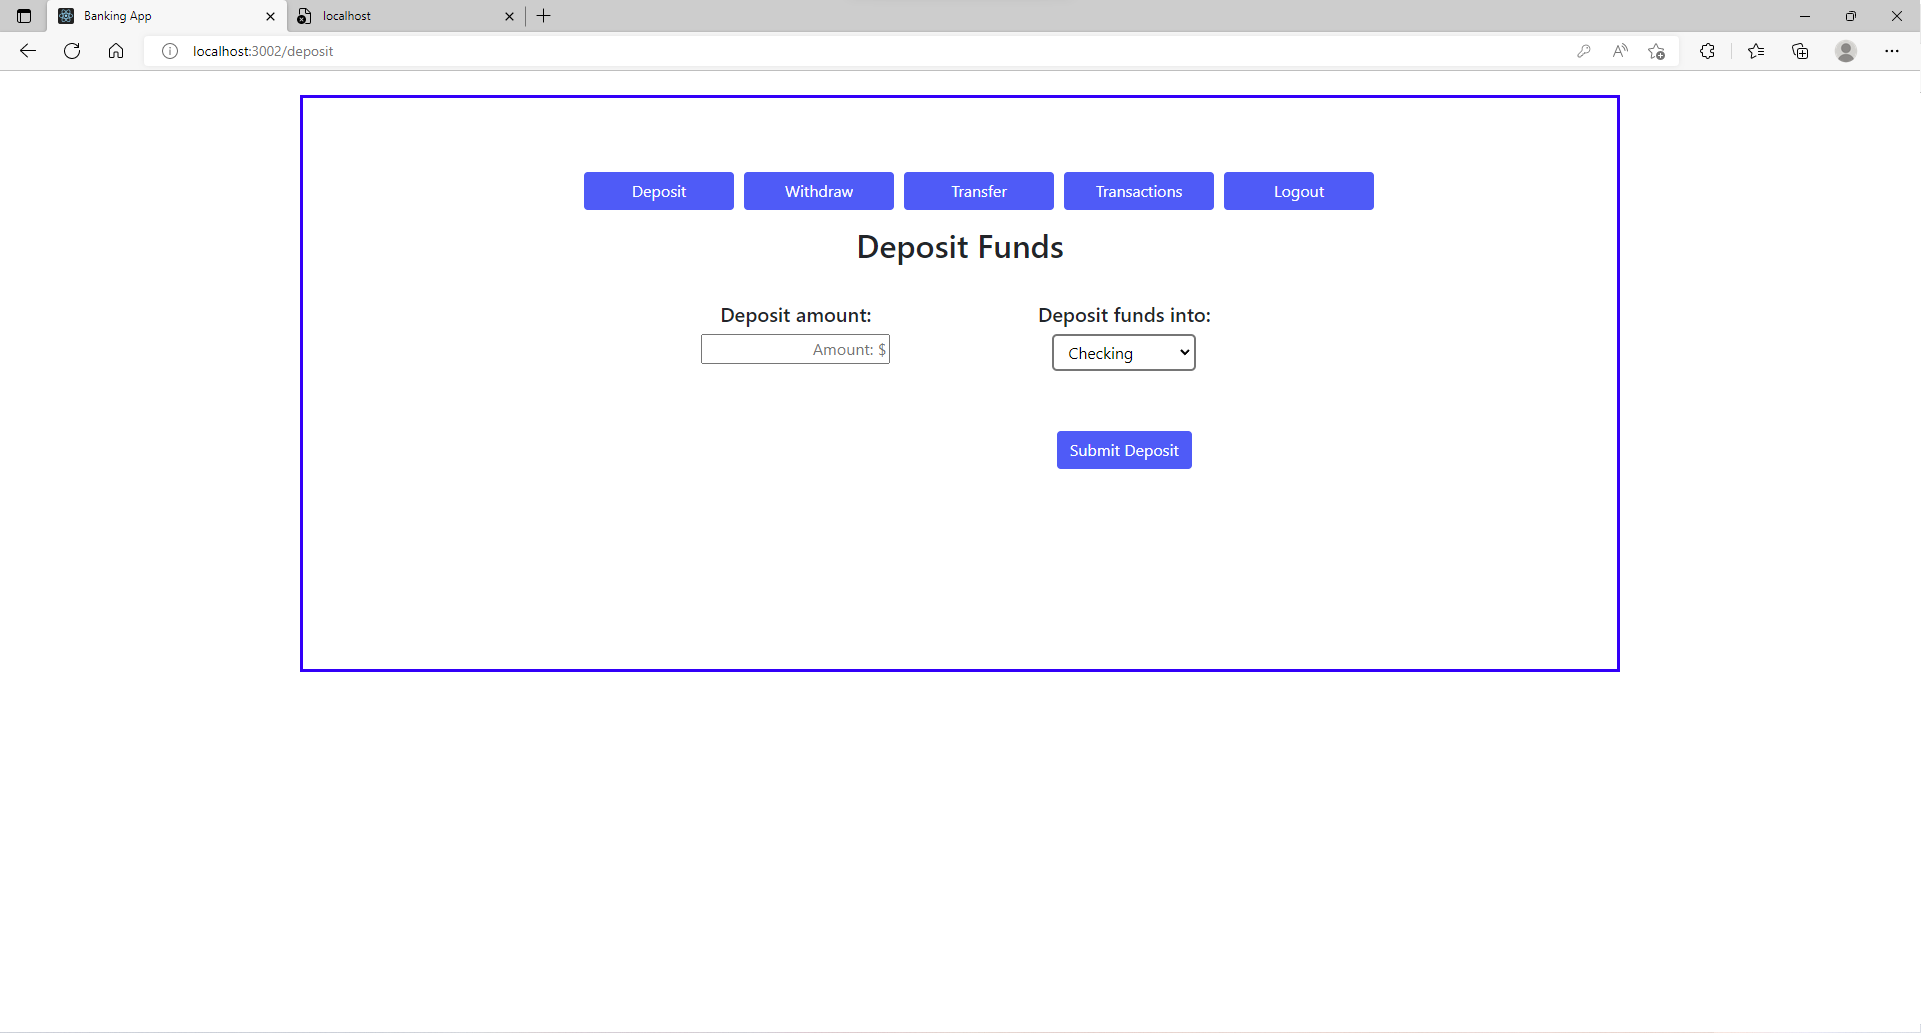 Banking App
localhost
localhost:3002/deposit
Deposit Withdraw Transfer Transactions Logout
Deposit Funds
Deposit amount: Deposit funds into:
Amount: $ Checking
Submit Deposit